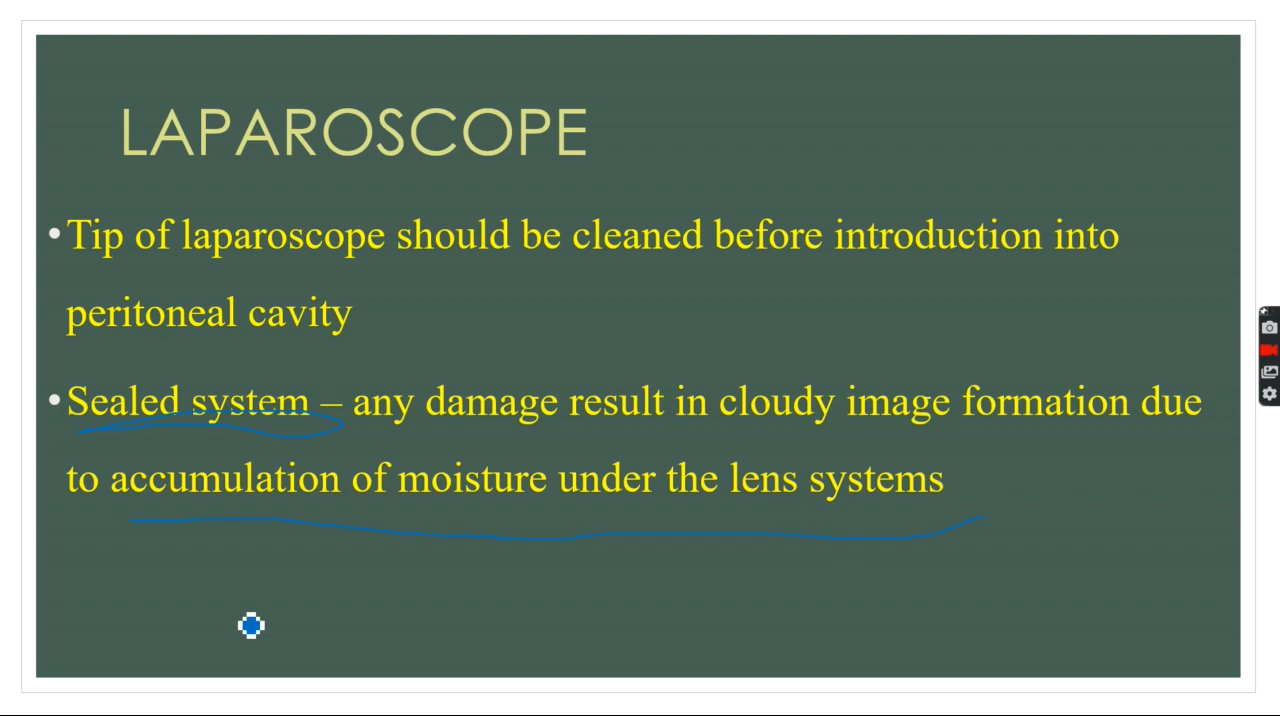 LAPAROSCOPE
•Tip of laparoscope should be cleaned before introduction into
peritoneal cavity
•Sealed system – any damage result in cloudy image formation due
to accumulation of moisture under the lens systems